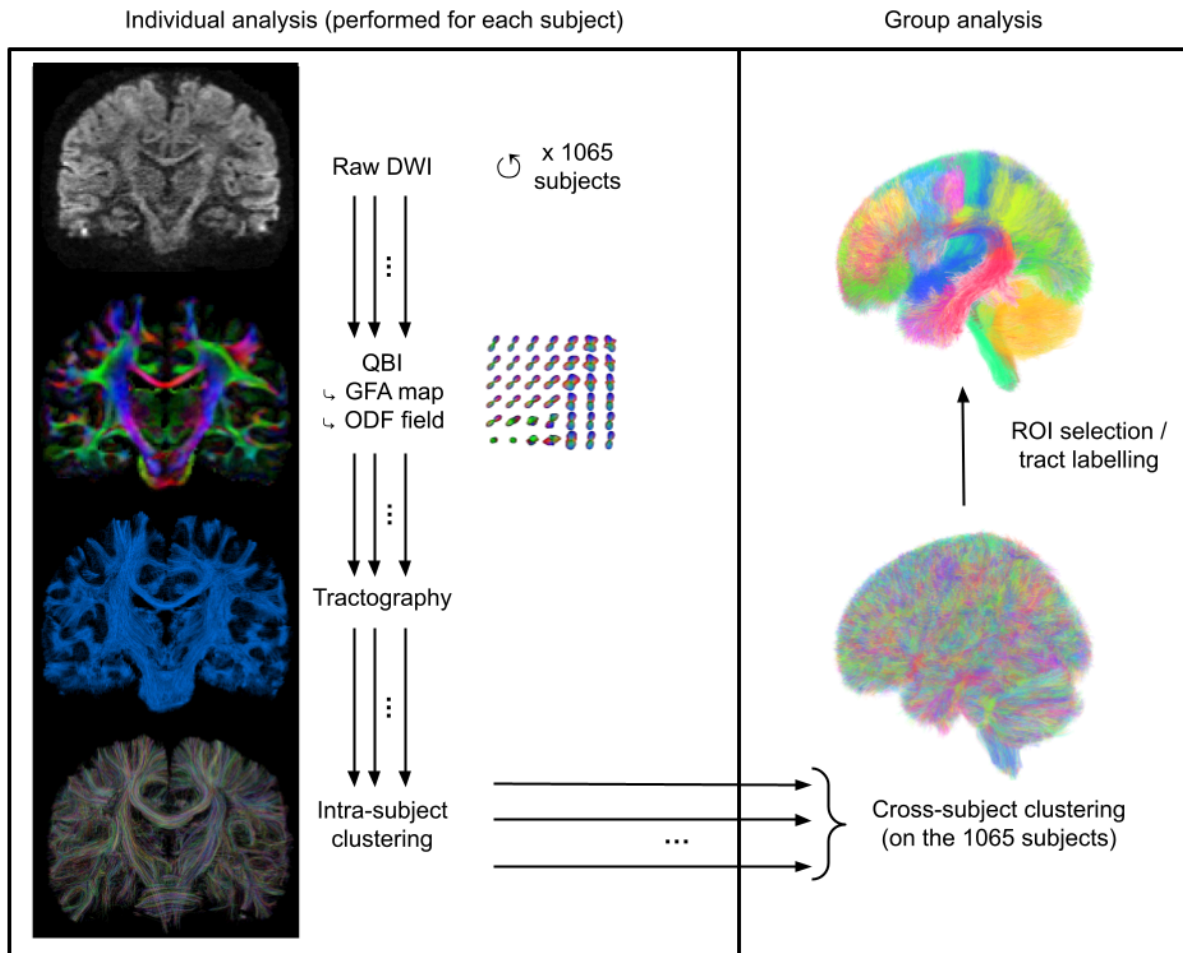 Individual analysis (performed for each subject)
Group analysis
Raw DWI
x 1065
subjects
...
QBI
↳ GFA map
↳ ODF field
...
Tractography
...
Intra-subject
clustering
...
ROI selection /
tract labelling
Cross-subject clustering
(on the 1065 subjects)